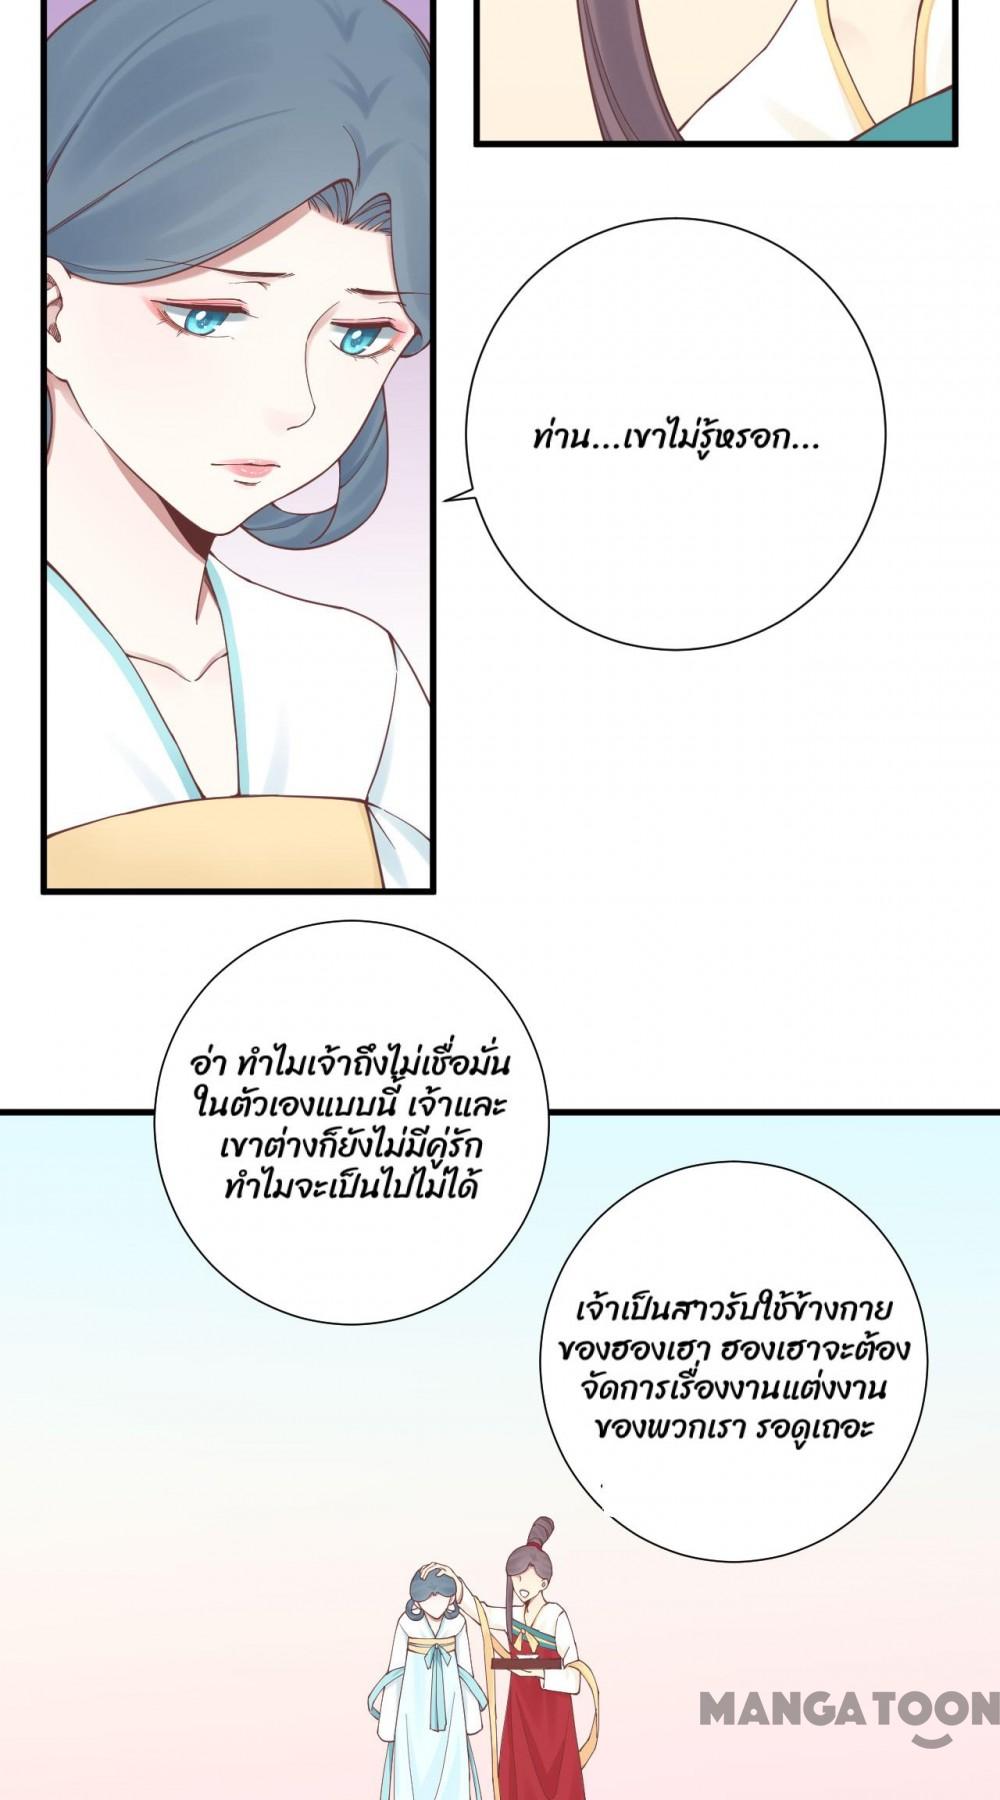 ท่าน...เขาไม่รู้หรอก...
อ่า ทำไมเจ้าถึงไม่เชื่อมั่น
ในตัวเองแบบนี้ เจ้าและ
เขาต่างก็ยังไม่มีคู่รัก
ทำไมจะเป็นไปไม่ได้
เจ้าเป็นสาวรับใช้ข้างกาย
ของฮองเฮา ฮองเฮาจะต้อง
จัดการเรื่องงานแต่งงาน
ของพวกเรา รอดูเถอะ
MANGATOON